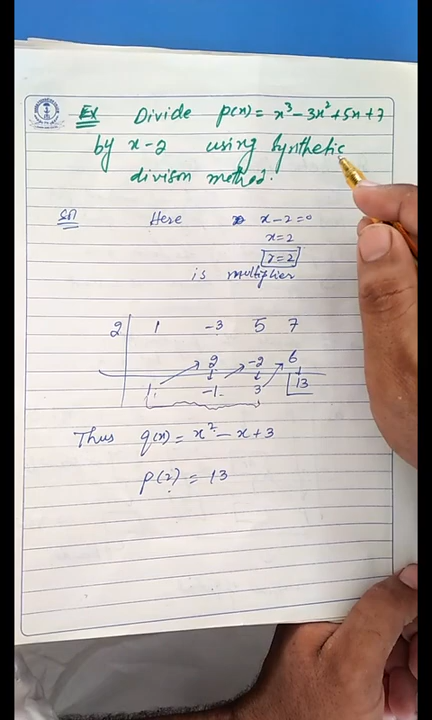 Ex Divide p(x) = x³ - 3x² + 5x + 7
by x - 2 using Synthetic
divison method.
Sol Here x - 2 = 0
x = 2
r = 2
is multiplier
2 1 -3 5 7
2 -2 6
1 -1 3 13
Thus q(x) = x² - x + 3
p(2) = 13